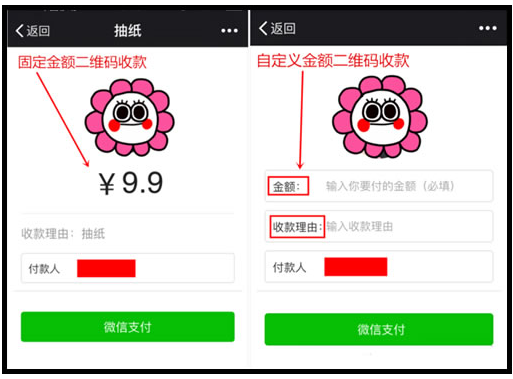 返回
抽纸
固定金额二维码收款
¥9.9
收款理由：抽纸
付款人
微信支付
返回
自定义金额二维码收款
金额：
输入你要付的金额（必填）
收款理由：
输入收款理由
付款人
微信支付